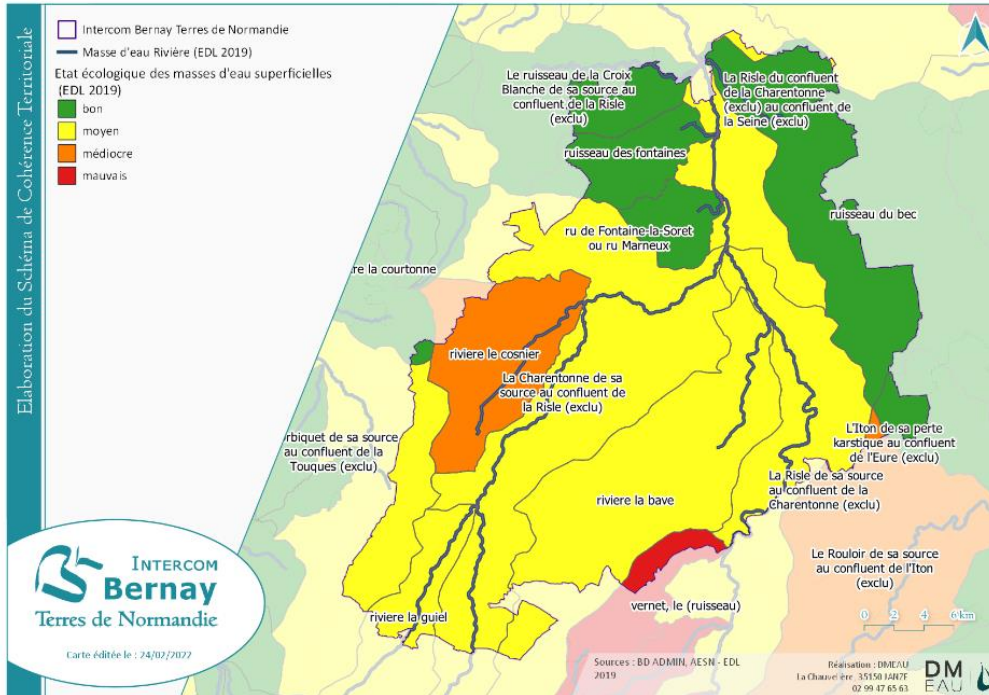 Elaboration du Schéma de Cohérence Territoriale
Intercom Bernay Terres de Normandie
Masse d'eau Rivière (EDL 2019)
Etat écologique des masses d'eau superficielles
(EDL 2019)
bon
moyen
médiocre
mauvais
Le ruisseau de la Croix
Blanche de sa source au
confluent de la Risle
(exclu)
La Risle du confluent
de la Charentonne
(exclu) au confluent de
la Seine (exclu)
ruisseau des fontaines
ruisseau du bec
ru de Fontaine-la-Soret
ou ru Marneux
re la courtonne
riviere le cosnier
La Charentonne de sa
source au confluent de
la Risle (exclu)
rbiquet de sa source
au confluent de la
Touques (exclu)
L'Iton de sa perte
karstique au confluent
de l'Eure (exclu)
La Risle de sa source
au confluent de la
Charentonne (exclu)
riviere la bave
Le Rouloir de sa source
au confluent de l'Iton
(exclu)
vernet, le (ruisseau)
riviere la guiel
0 2 4 6 km
INTERCOM
Bernay
Terres de Normandie
Carte éditée le : 24/02/2022
Sources : BD ADMIN, AESN - EDL
2019
Réalisation : DMEAU
La Chauvelière, 35150 JANZE
02 99 47 65 63
DM
EAU